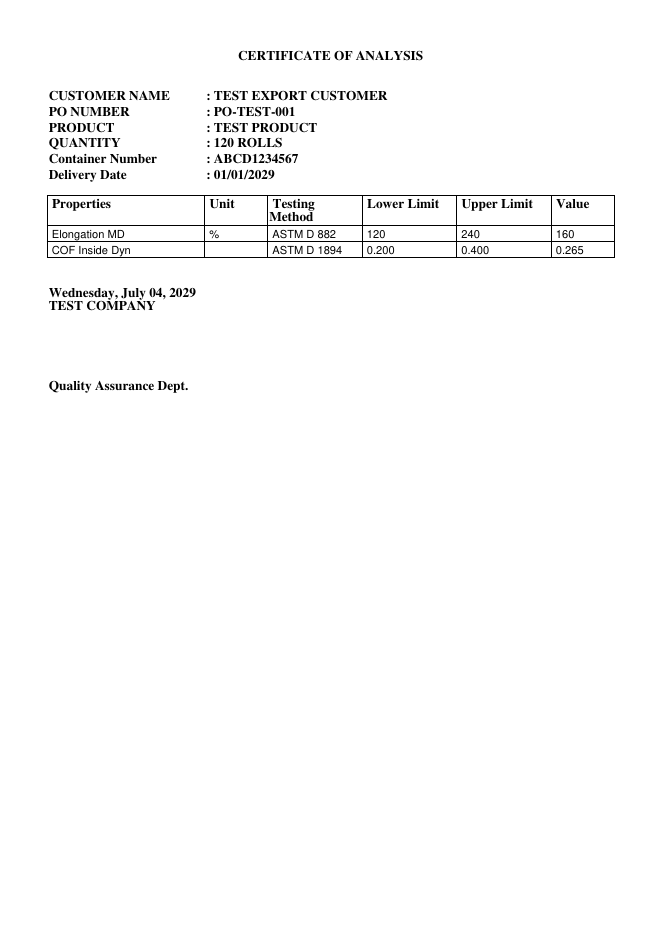 CERTIFICATE OF ANALYSIS
CUSTOMER NAME : TEST EXPORT CUSTOMER
PO NUMBER : PO-TEST-001
PRODUCT : TEST PRODUCT
QUANTITY : 120 ROLLS
Container Number : ABCD1234567
Delivery Date : 01/01/2029
Properties Unit Testing Method Lower Limit Upper Limit Value
Elongation MD % ASTM D 882 120 240 160
COF Inside Dyn ASTM D 1894 0.200 0.400 0.265
Wednesday, July 04, 2029
TEST COMPANY
Quality Assurance Dept.